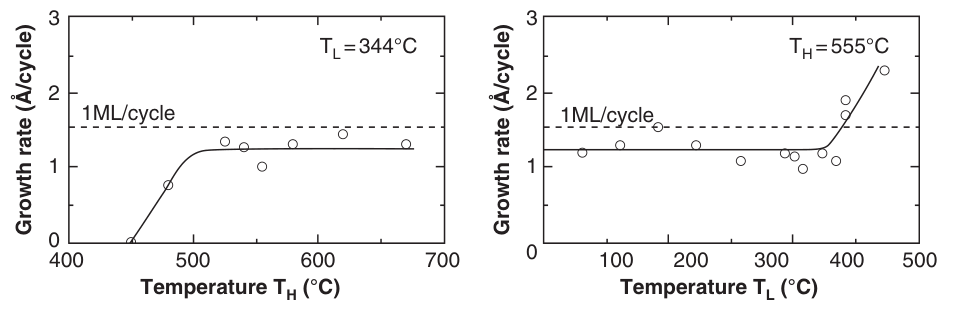 Growth rate (Å/cycle)
3
2
1
0
T_L = 344°C
1ML/cycle
400
500
600
700
Temperature T_H (°C)
Growth rate (Å/cycle)
3
2
1
0
T_H = 555°C
1ML/cycle
0
100
200
300
400
500
Temperature T_L (°C)